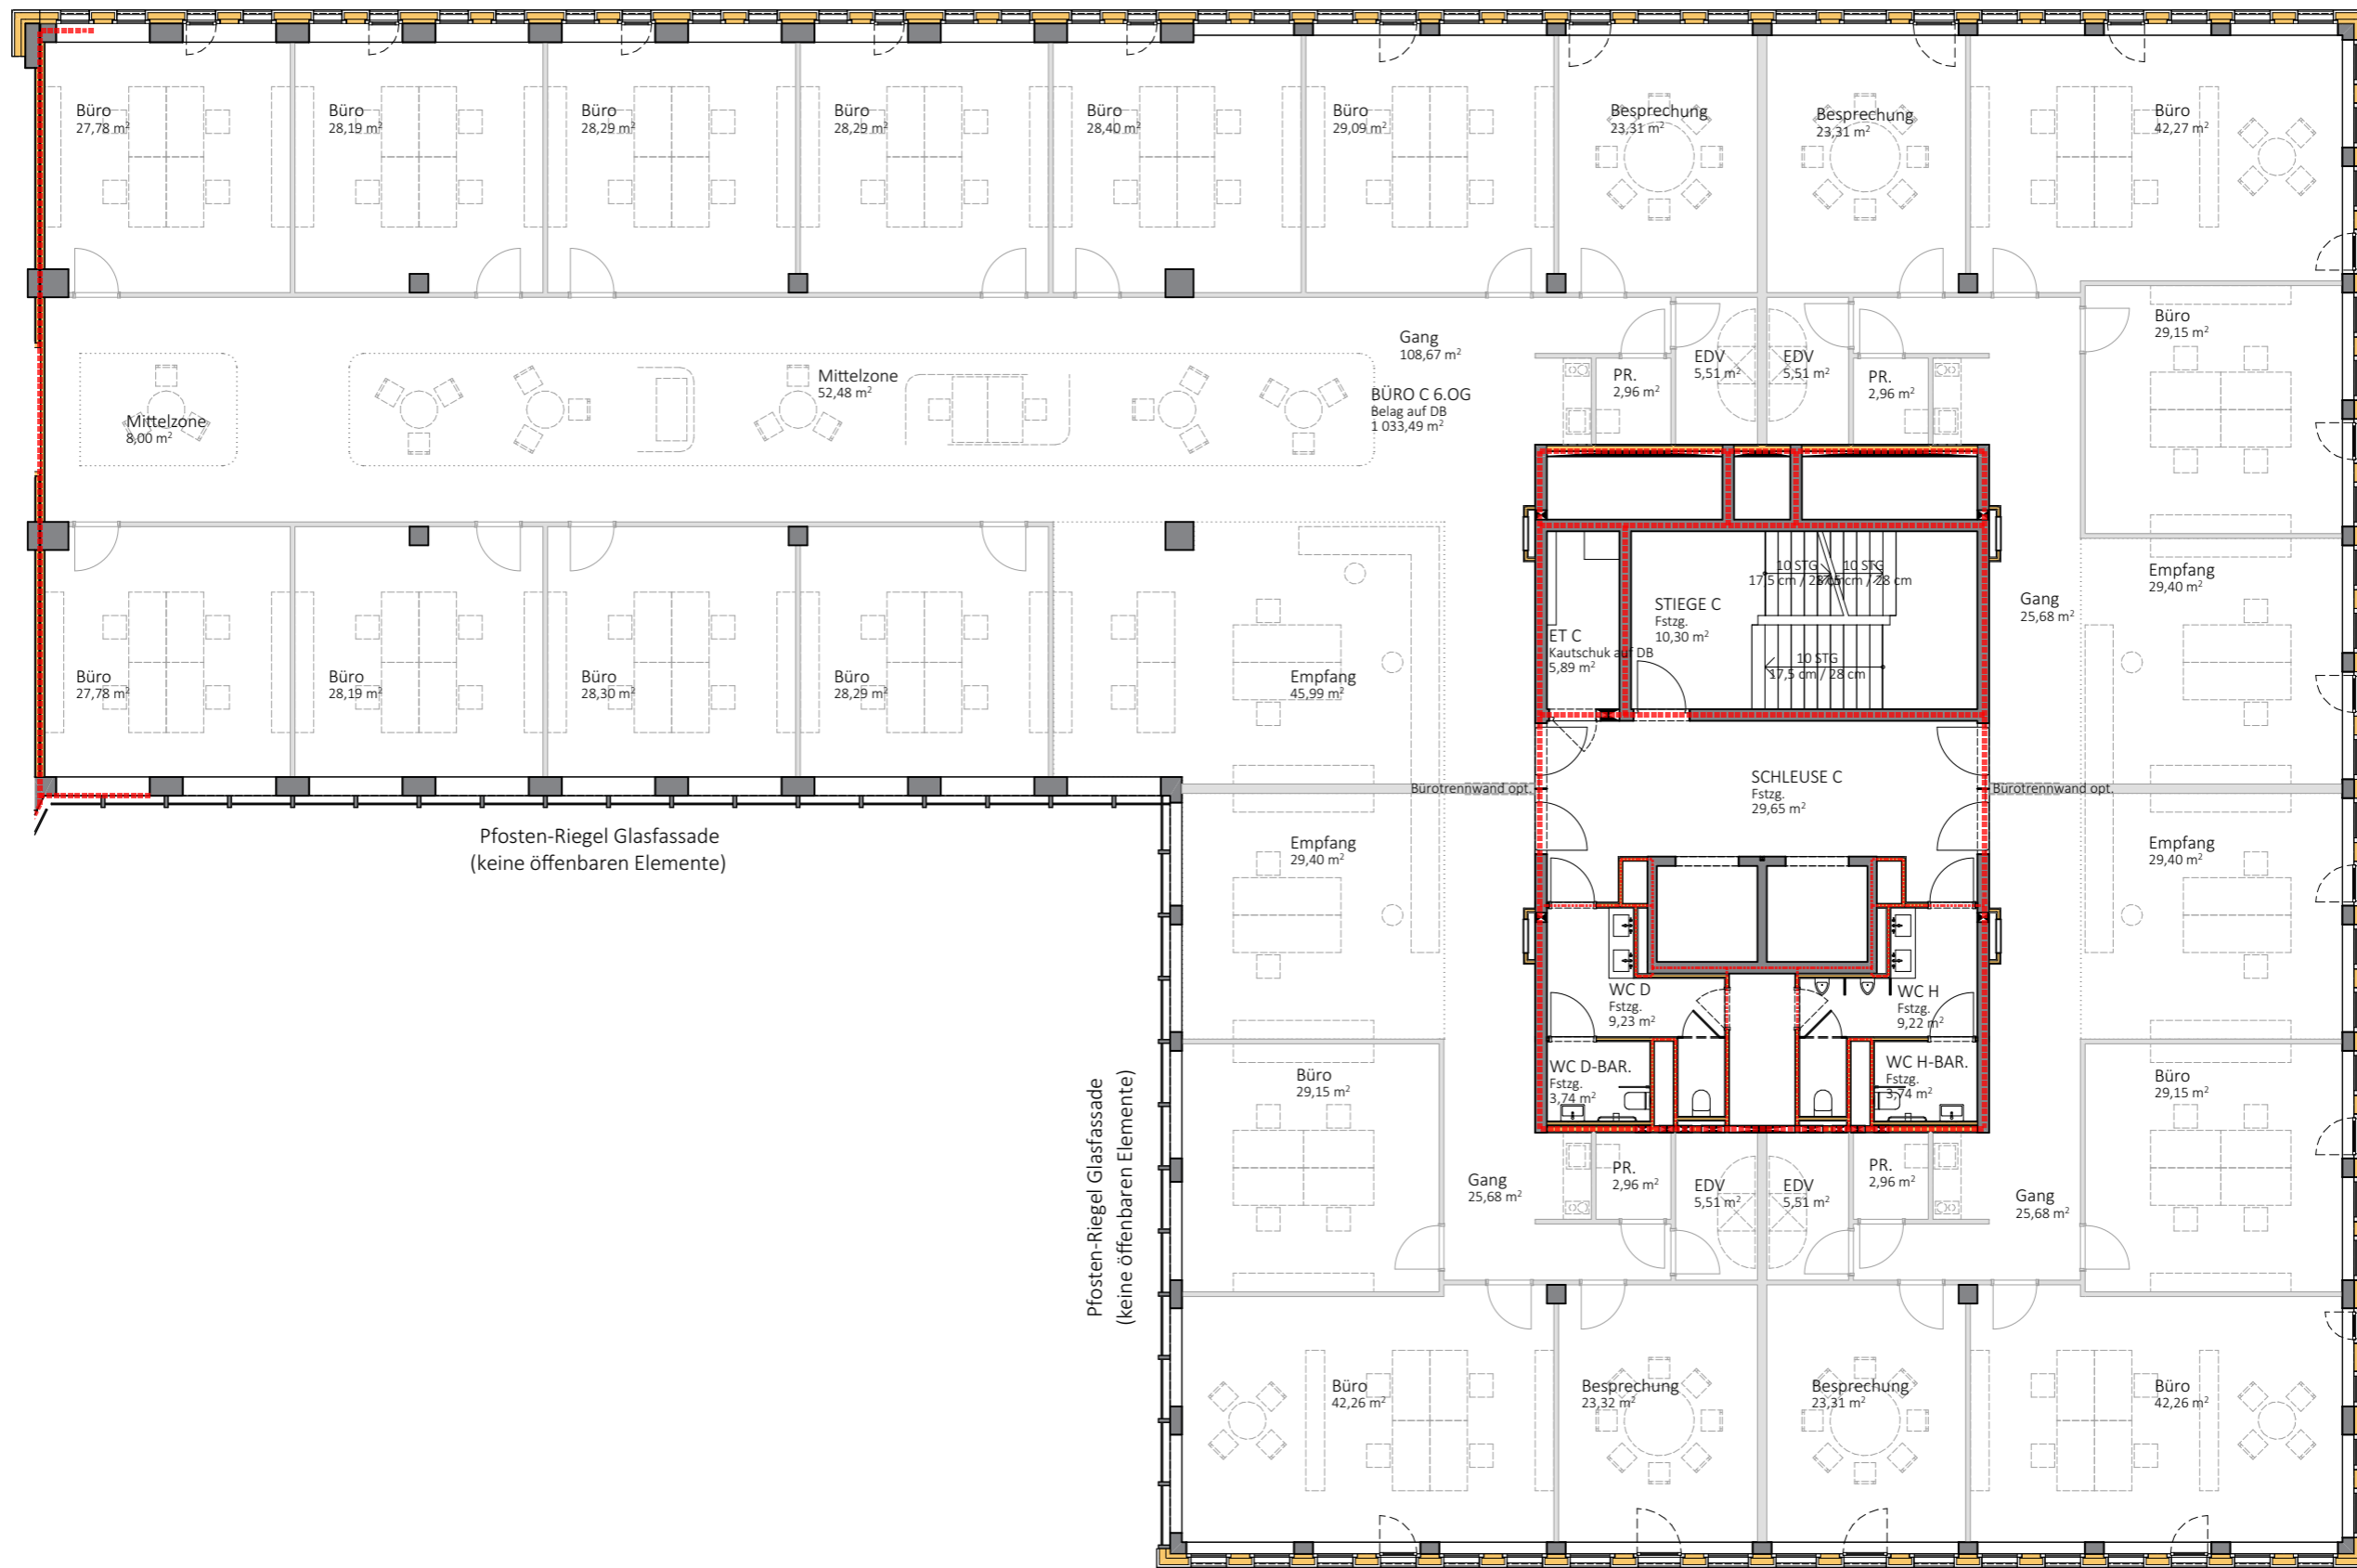 Büro
27,78 m²
Büro
28,19 m²
Büro
28,29 m²
Büro
28,29 m²
Büro
28,40 m²
Büro
29,09 m²
Besprechung
23,31 m²
Besprechung
23,31 m²
Büro
42,27 m²
Mittelzone
8,00 m²
Mittelzone
52,48 m²
Gang
108,67 m²
BÜRO C 6.OG
Belag auf DB
1 033,49 m²
PR.
2,96 m²
EDV
5,51 m²
EDV
5,51 m²
PR.
2,96 m²
Büro
29,15 m²
Büro
27,78 m²
Büro
28,19 m²
Büro
28,30 m²
Büro
28,29 m²
Empfang
45,99 m²
ET C
Kautschuk auf DB
5,89 m²
STIEGE C
Fstzg.
10,30 m²
10 STG
17,5 cm / 28 cm
10 STG
17,5 cm / 28 cm
10 STG
17,5 cm / 28 cm
Gang
25,68 m²
Empfang
29,40 m²
Bürotrennwand opt.
SCHLEUSE C
Fstzg.
29,65 m²
Bürotrennwand opt.
Pfosten-Riegel Glasfassade
(keine öffenbaren Elemente)
Empfang
29,40 m²
Empfang
29,40 m²
WC D
Fstzg.
9,23 m²
WC H
Fstzg.
9,22 m²
WC D-BAR.
Fstzg.
3,74 m²
WC H-BAR.
Fstzg.
3,74 m²
Pfosten-Riegel Glasfassade
(keine öffenbaren Elemente)
Büro
29,15 m²
Büro
29,15 m²
Gang
25,68 m²
PR.
2,96 m²
EDV
5,51 m²
EDV
5,51 m²
PR.
2,96 m²
Gang
25,68 m²
Büro
42,26 m²
Besprechung
23,32 m²
Besprechung
23,31 m²
Büro
42,26 m²